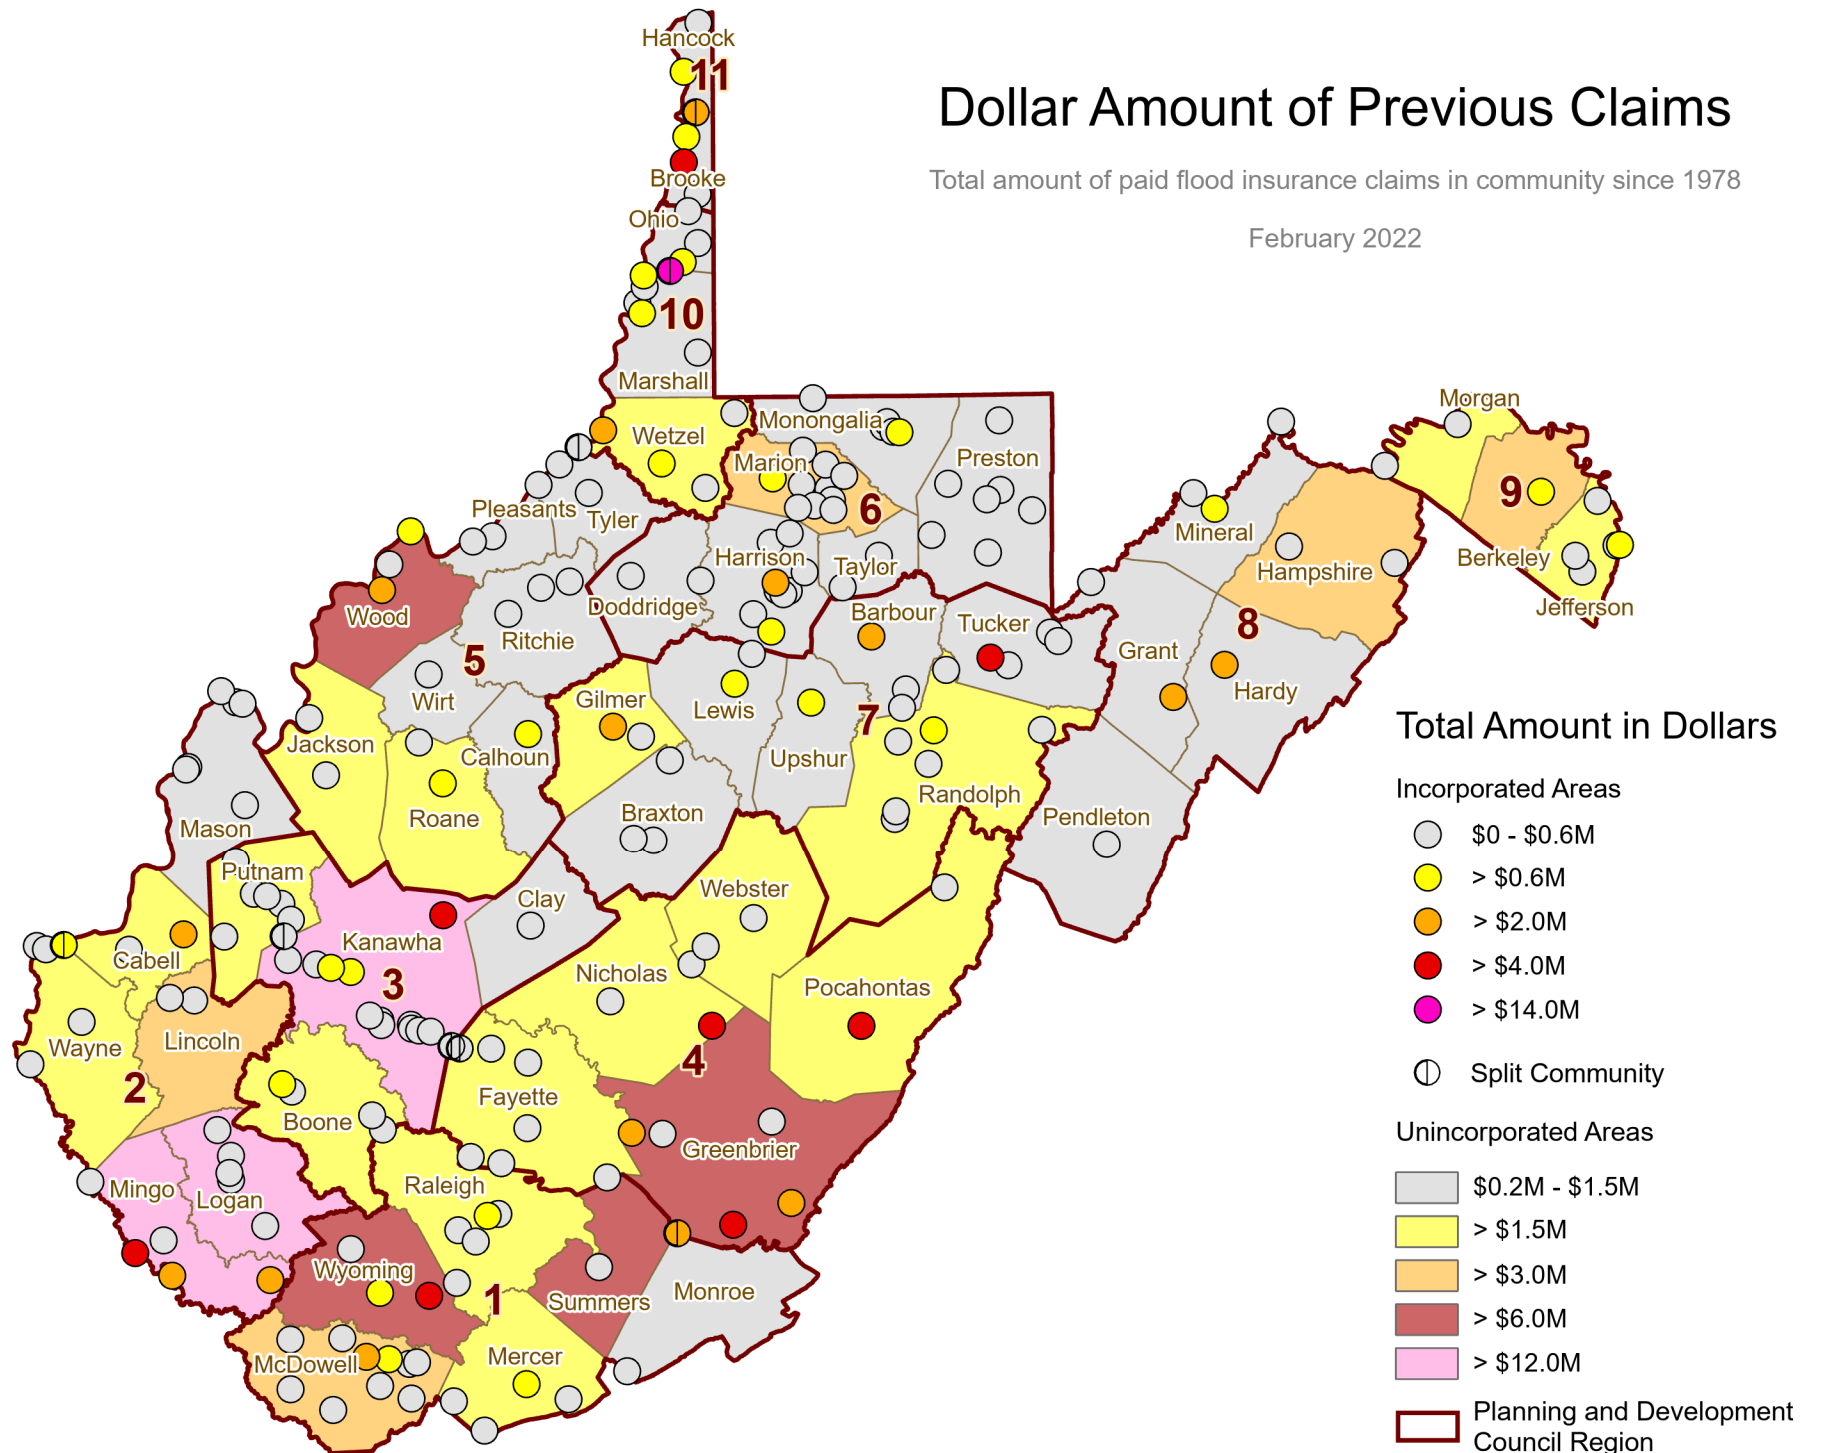 Dollar Amount of Previous Claims
Total amount of paid flood insurance claims in community since 1978
February 2022
Hancock
11
Brooke
Ohio
10
Marshall
Wetzel
Monongalia
Marion
Preston
6
Pleasants
Tyler
Harrison
Taylor
Doddridge
Wood
Ritchie
5
Wirt
Barbour
Tucker
Gilmer
Lewis
7
Upshur
Jackson
Calhoun
Roane
Randolph
Braxton
Mason
Pendleton
Morgan
9
Mineral
Hampshire
Berkeley
Jefferson
8
Grant
Hardy
Putnam
Webster
Clay
Kanawha
3
Cabell
Nicholas
Pocahontas
Lincoln
Wayne
2
4
Fayette
Boone
Greenbrier
Mingo
Logan
Raleigh
Wyoming
1
Summers
Monroe
McDowell
Mercer
Total Amount in Dollars
Incorporated Areas
$0 - $0.6M
> $0.6M
> $2.0M
> $4.0M
> $14.0M
Split Community
Unincorporated Areas
$0.2M - $1.5M
> $1.5M
> $3.0M
> $6.0M
> $12.0M
Planning and Development
Council Region